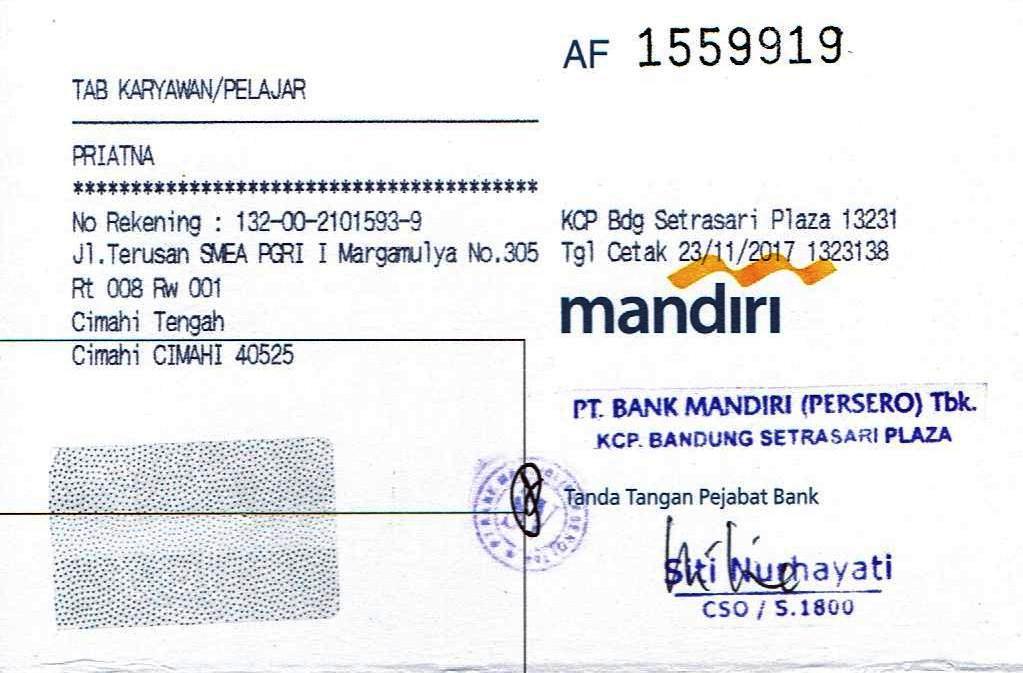 AF 1559919
TAB KARYAWAN/PELAJAR
PRIATNA
****************************************
No Rekening : 132-00-2101593-9
Jl.Terusan SMEA PGRI I Margamulya No.305
Rt 008 Rw 001
Cimahi Tengah
Cimahi CIMAHI 40525
KCP Bdg Setrasari Plaza 13231
Tgl Cetak 23/11/2017 1323138
mandiri
PT. BANK MANDIRI (PERSERO) Tbk.
KCP. BANDUNG SETRASARI PLAZA
Tanda Tangan Pejabat Bank
Siti Nurhayati
CSO / S.1800